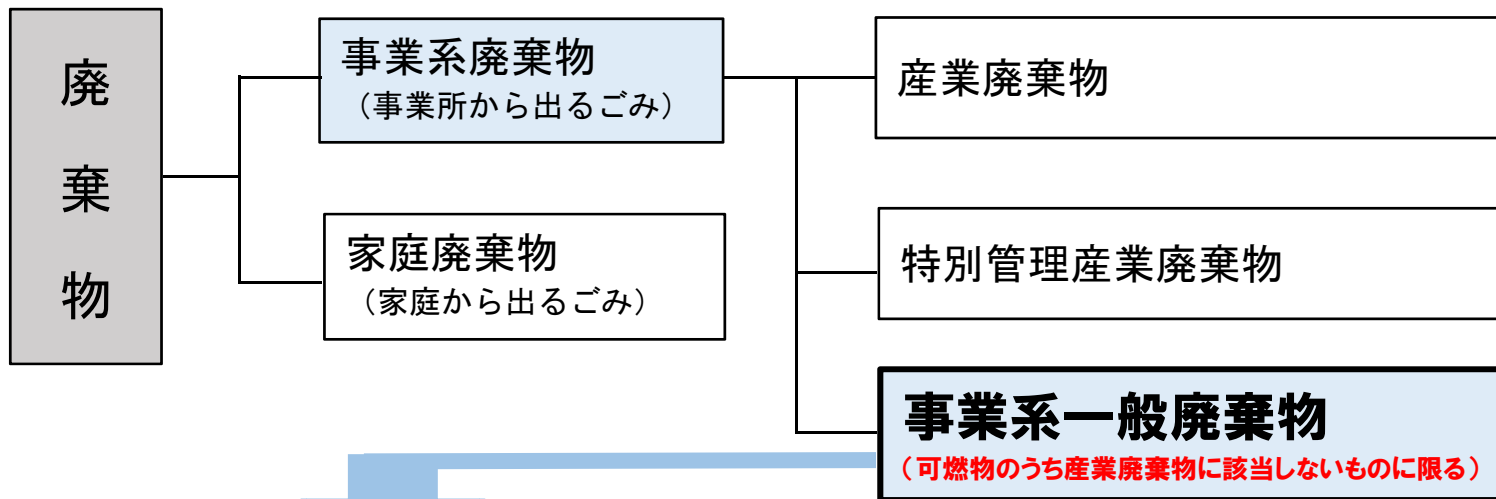 廃棄物
事業系廃棄物
（事業所から出るごみ）
家庭廃棄物
（家庭から出るごみ）
産業廃棄物
特別管理産業廃棄物
事業系一般廃棄物
（可燃物のうち産業廃棄物に該当しないものに限る）